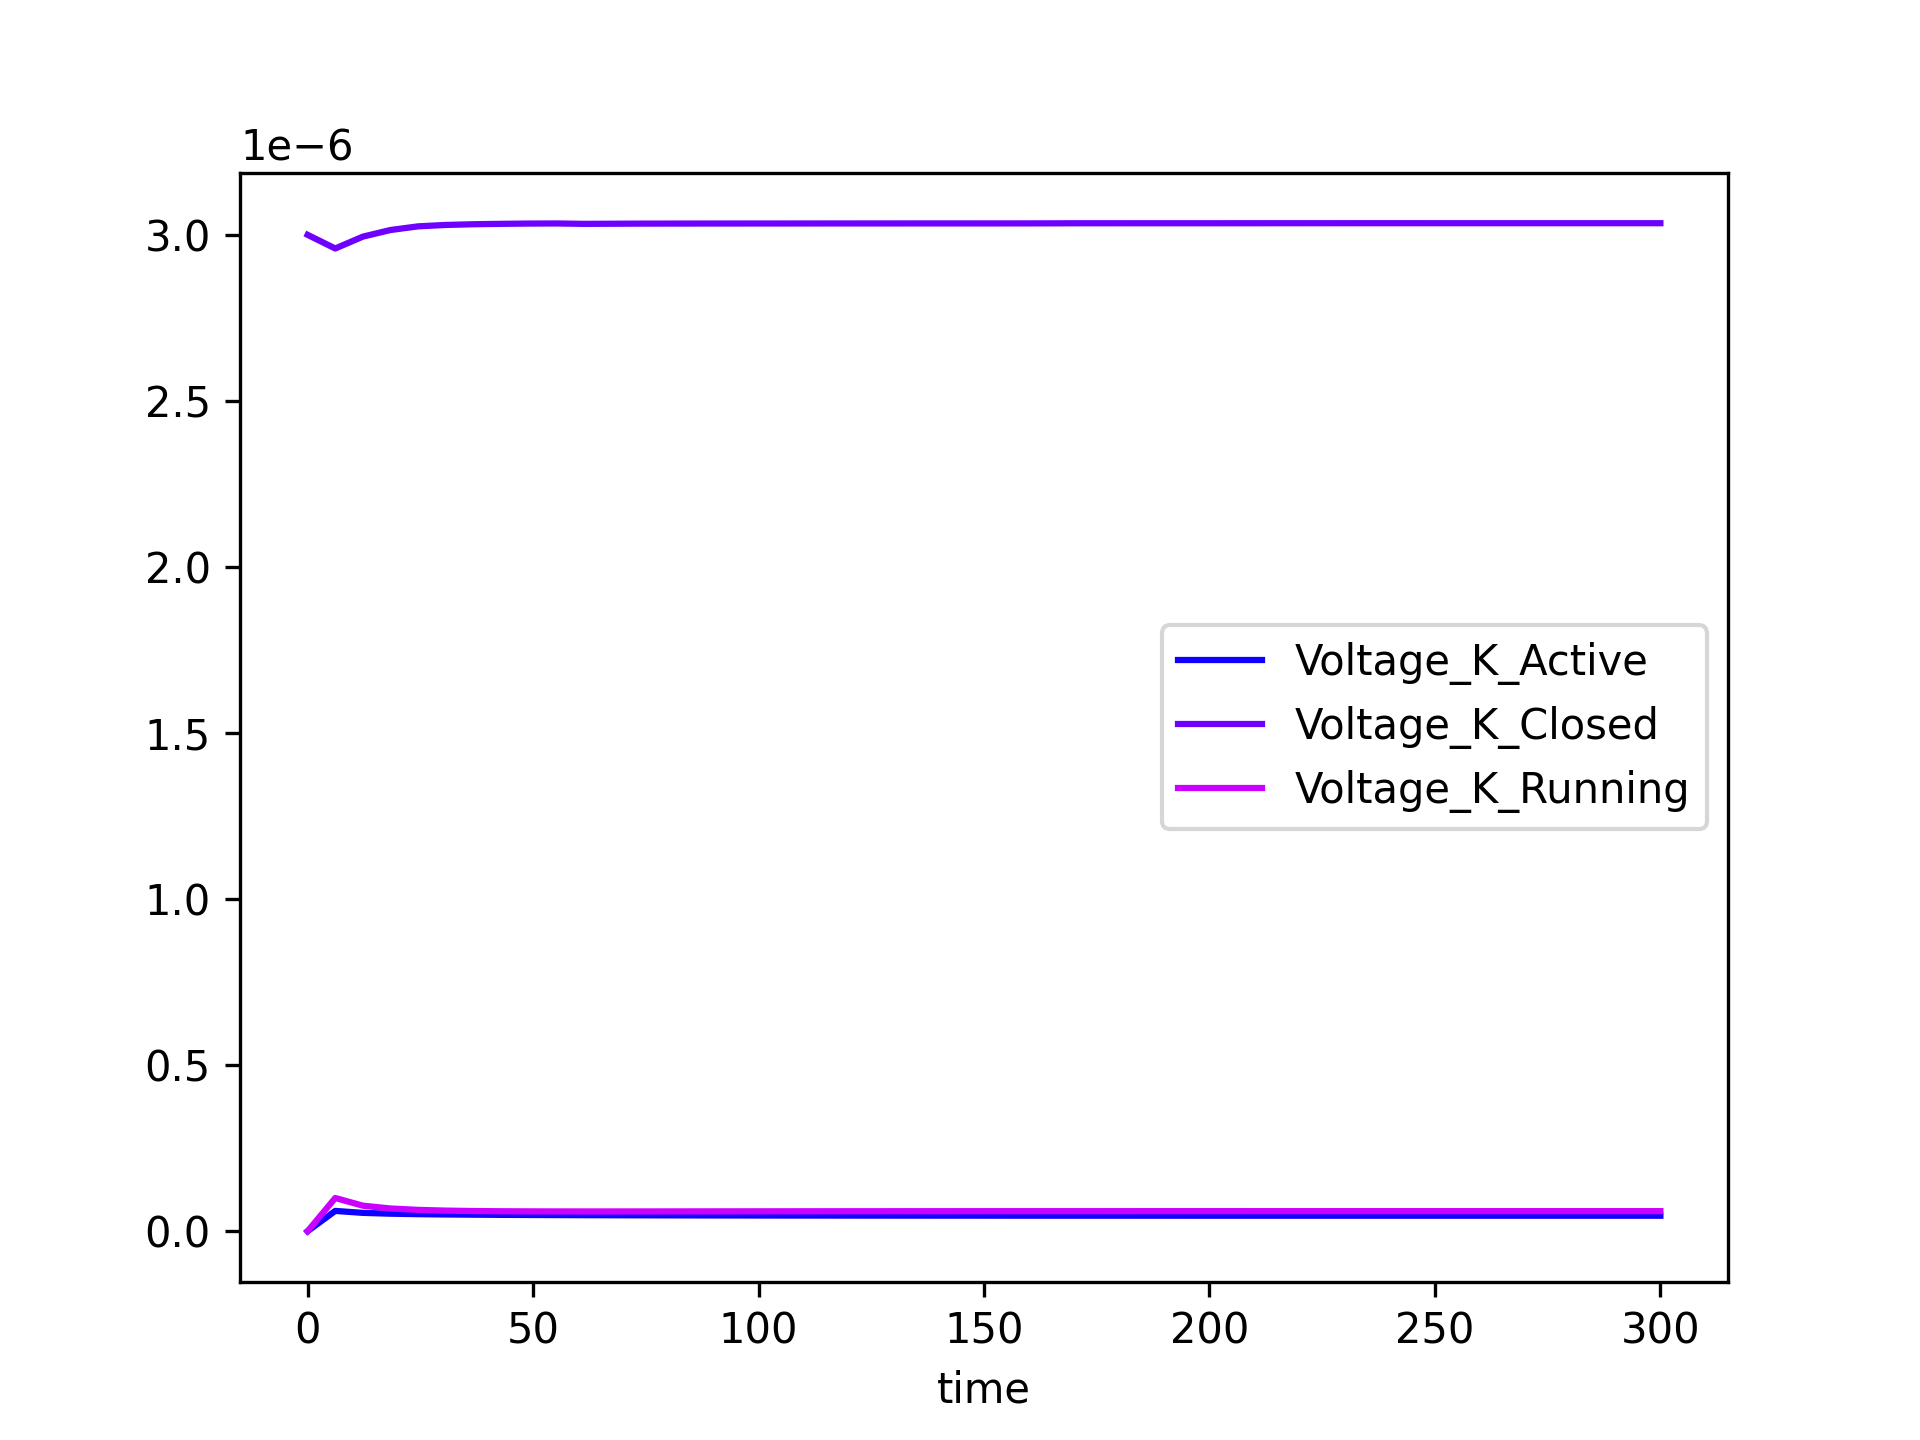 1e−6
3.0
2.5
2.0
1.5
1.0
0.5
0.0
Voltage_K_Active
Voltage_K_Closed
Voltage_K_Running
0 50 100 150 200 250 300
time